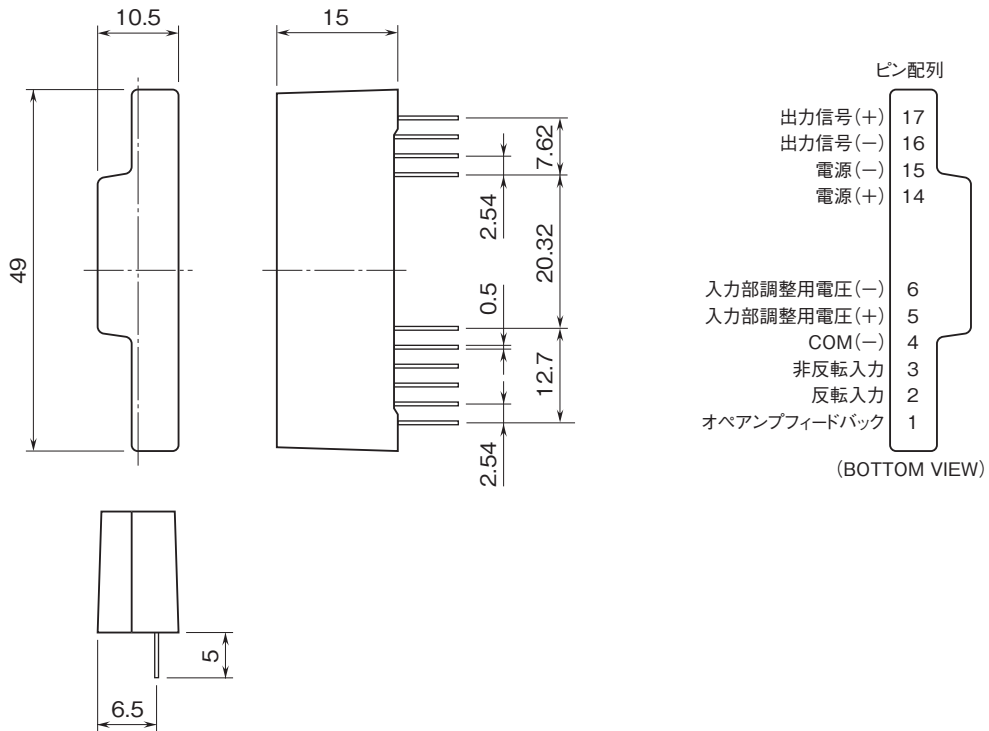 10.5
15
49
7.62
2.54
20.32
0.5
12.7
2.54
5
6.5
ピン配列
出力信号(+) 17
出力信号(−) 16
電源(−) 15
電源(+) 14
入力部調整用電圧(−) 6
入力部調整用電圧(+) 5
COM(−) 4
非反転入力 3
反転入力 2
オペアンプフィードバック 1
(BOTTOM VIEW)